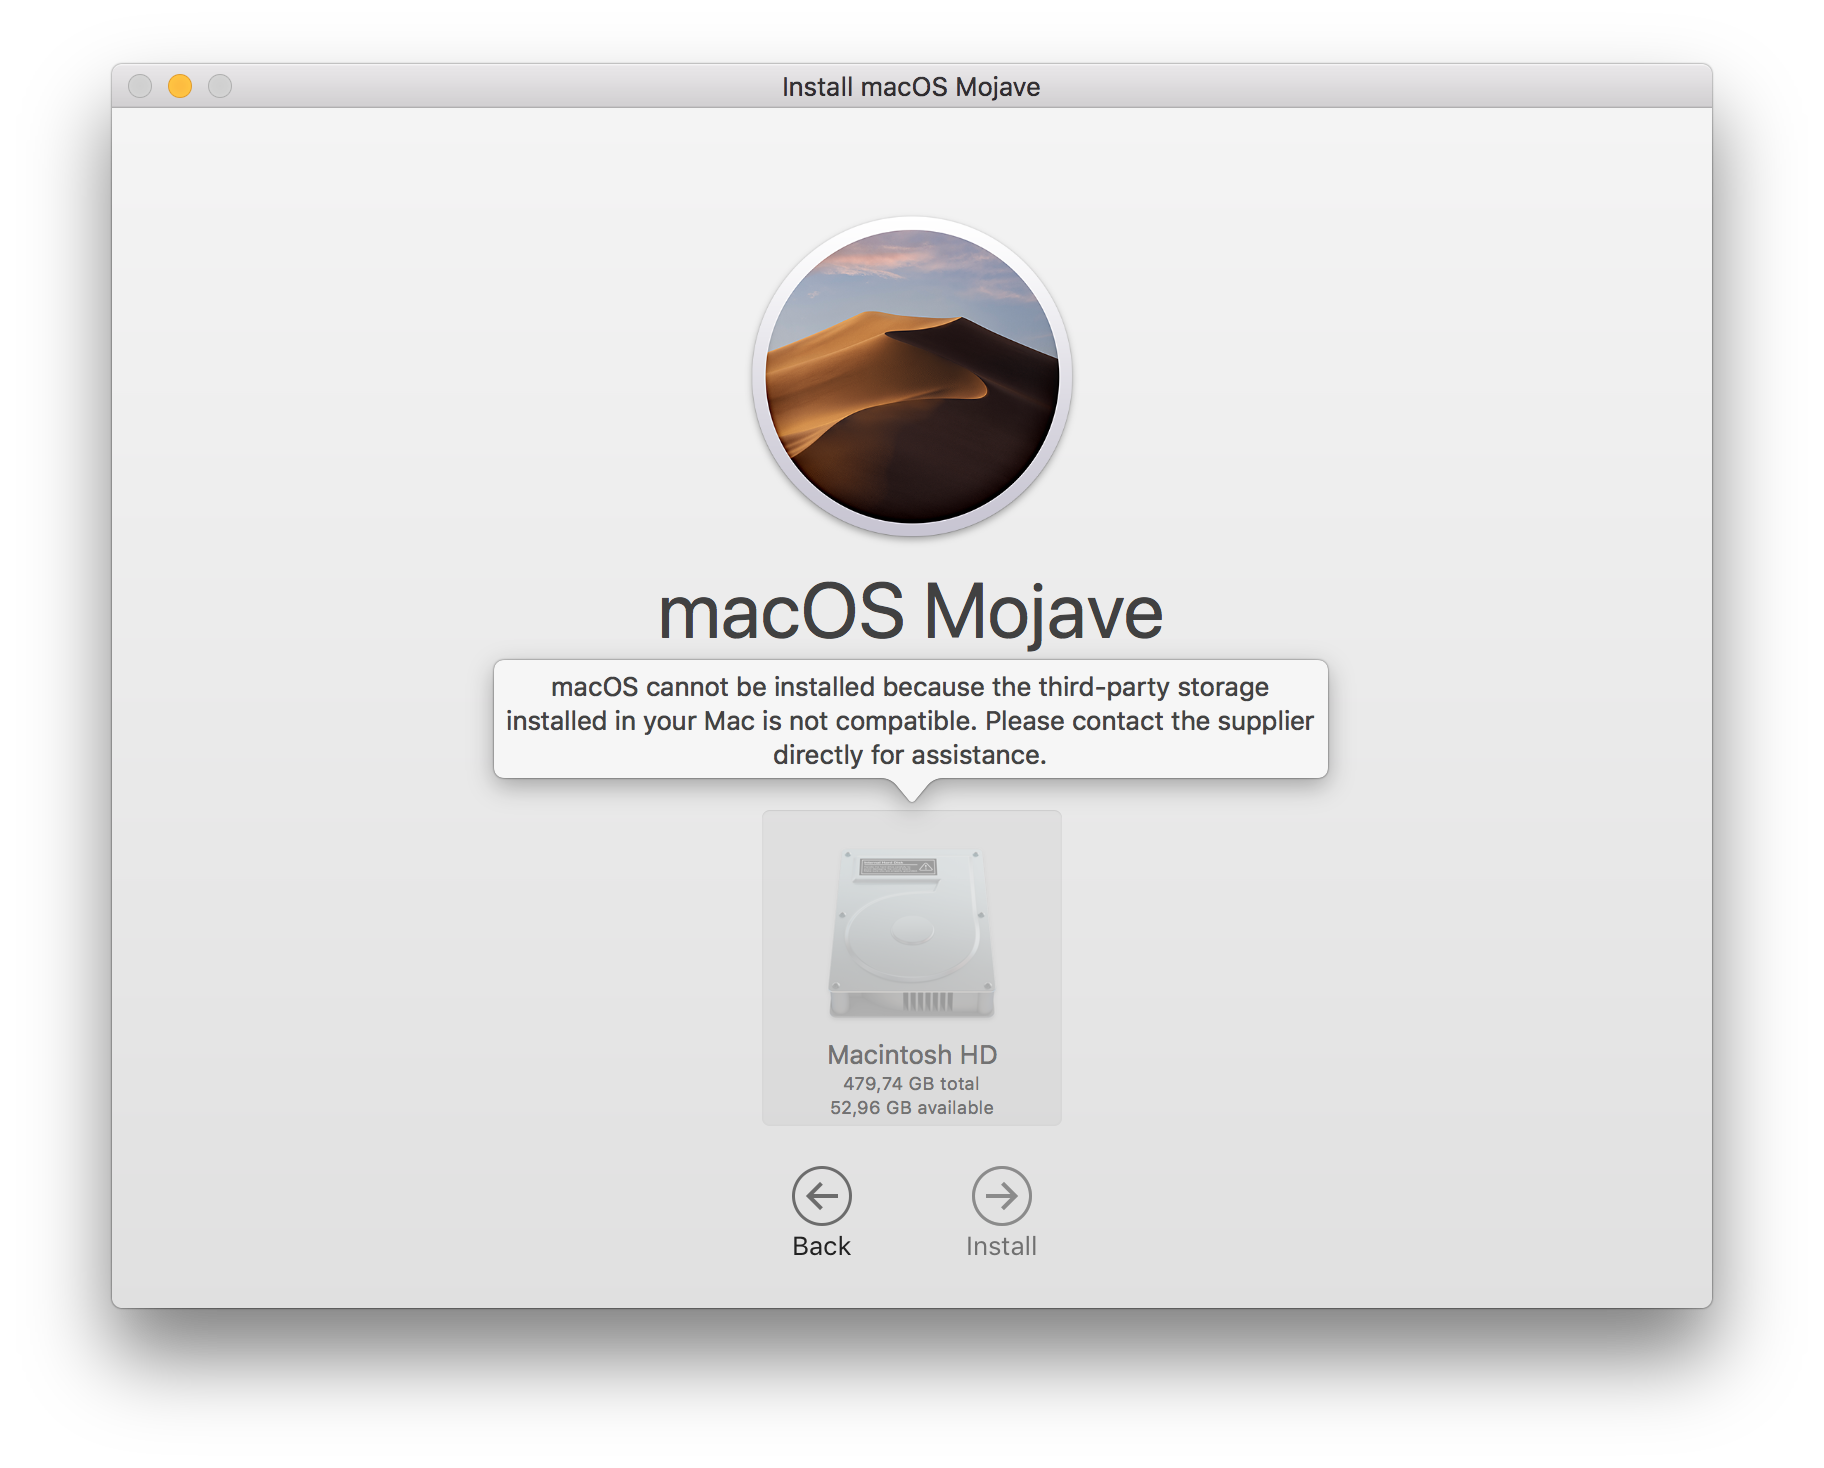 Install macOS Mojave
macOS Mojave
macOS cannot be installed because the third-party storage
installed in your Mac is not compatible. Please contact the supplier
directly for assistance.
Macintosh HD
479,74 GB total
52,96 GB available
Back
Install